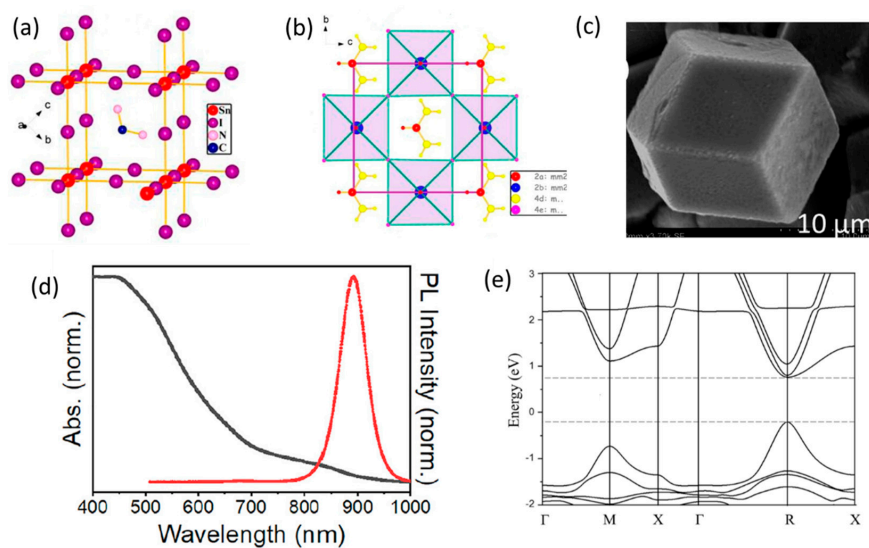 (a)
c
a
b
Sn
I
N
C
(b)
b
c
2a: mm2
2b: mm2
4d: m..
4e: m..
(c)
10 μm
(d)
Abs. (norm.)
PL Intensity (norm.)
400 500 600 700 800 900 1000
Wavelength (nm)
(e)
Energy (eV)
3
2
1
0
-1
-2
Γ M X Γ R X